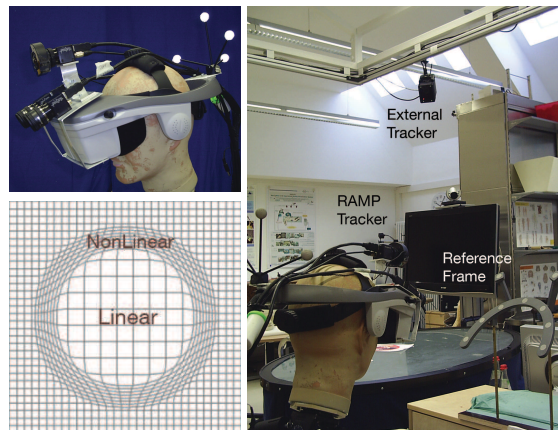 NonLinear
Linear
External
Tracker
RAMP
Tracker
Reference
Frame